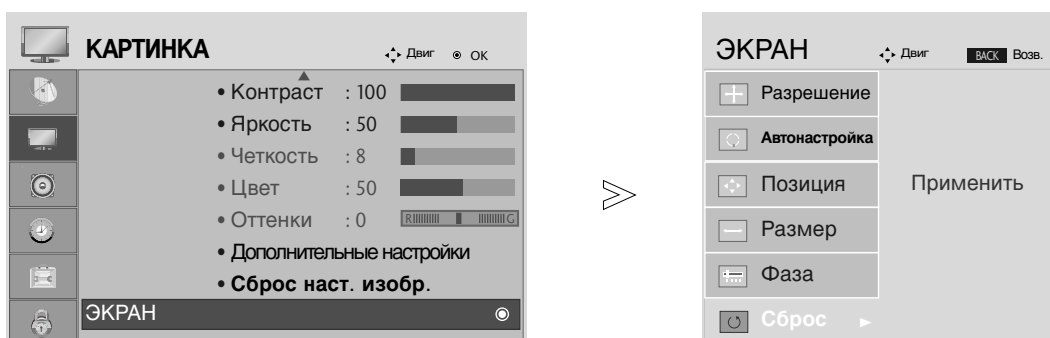 КАРТИНКА
Двиг ОК
• Контраст : 100
• Яркость : 50
• Четкость : 8
• Цвет : 50
• Оттенки : 0 R G
• Дополнительные настройки
• Сброс наст. изобр.
ЭКРАН
ЭКРАН
Двиг BACK Возв.
Разрешение
Автонастройка
Позиция
Применить
Размер
Фаза
Сброс